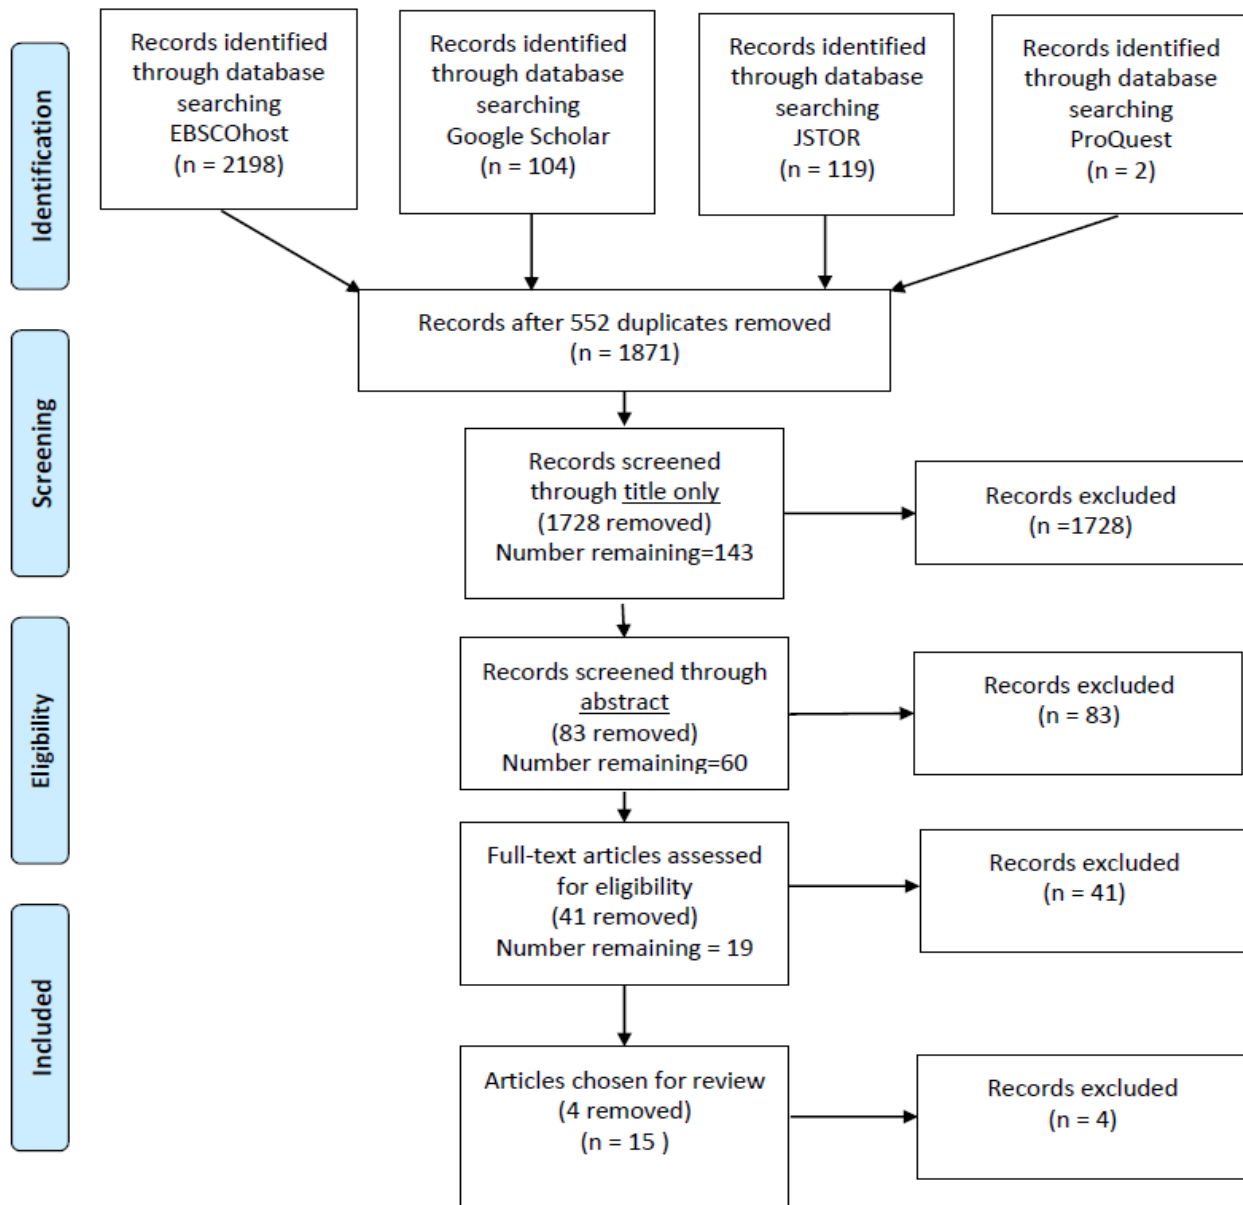 Identification
Records identified
through database
searching
EBSCOhost
(n = 2198)
Records identified
through database
searching
Google Scholar
(n = 104)
Records identified
through database
searching
JSTOR
(n = 119)
Records identified
through database
searching
ProQuest
(n = 2)
Records after 552 duplicates removed
(n = 1871)
Screening
Records screened
through title only
(1728 removed)
Number remaining=143
Records excluded
(n =1728)
Eligibility
Records screened through
abstract
(83 removed)
Number remaining=60
Records excluded
(n = 83)
Full-text articles assessed
for eligibility
(41 removed)
Number remaining = 19
Records excluded
(n = 41)
Included
Articles chosen for review
(4 removed)
(n = 15 )
Records excluded
(n = 4)